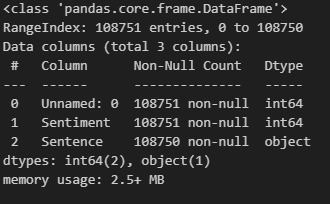 <class 'pandas.core.frame.DataFrame'>
RangeIndex: 108751 entries, 0 to 108750
Data columns (total 3 columns):
 #   Column      Non-Null Count   Dtype
---  ------      --------------   -----
 0   Unnamed: 0  108751 non-null  int64
 1   Sentiment   108751 non-null  int64
 2   Sentence    108750 non-null  object
dtypes: int64(2), object(1)
memory usage: 2.5+ MB